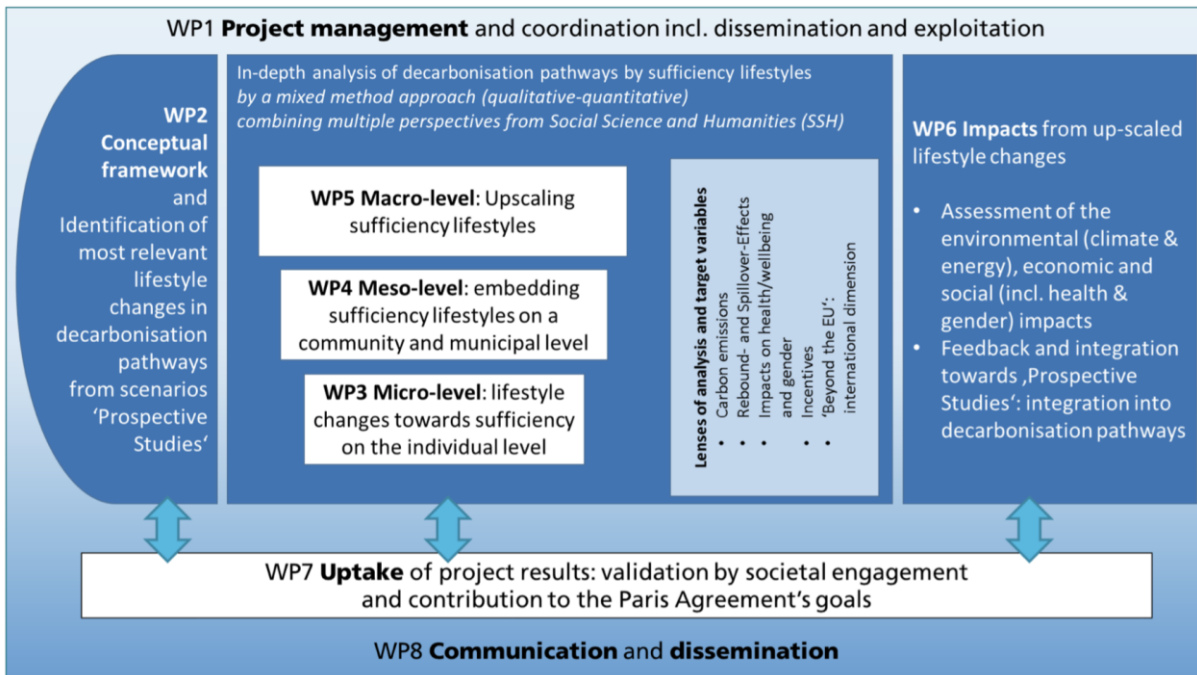 WP1 Project management and coordination incl. dissemination and exploitation
WP2
Conceptual
framework
and
Identification of
most relevant
lifestyle
changes in
decarbonisation
pathways
from scenarios
‘Prospective
Studies‘
In-depth analysis of decarbonisation pathways by sufficiency lifestyles
by a mixed method approach (qualitative-quantitative)
combining multiple perspectives from Social Science and Humanities (SSH)
WP5 Macro-level: Upscaling
sufficiency lifestyles
WP4 Meso-level: embedding
sufficiency lifestyles on a
community and municipal level
WP3 Micro-level: lifestyle
changes towards sufficiency
on the individual level
Lenses of analysis and target variables
• Carbon emissions
• Rebound- and Spillover-Effects
• Impacts on health/wellbeing
and gender
• Incentives
• ‘Beyond the EU‘:
international dimension
WP6 Impacts from up-scaled
lifestyle changes
• Assessment of the
environmental (climate &
energy), economic and
social (incl. health &
gender) impacts
• Feedback and integration
towards ‚Prospective
Studies‘: integration into
decarbonisation pathways
WP7 Uptake of project results: validation by societal engagement
and contribution to the Paris Agreement’s goals
WP8 Communication and dissemination